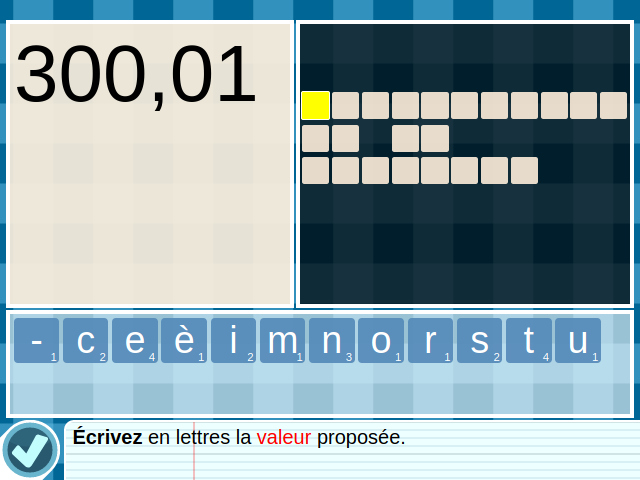 300,01
- 1 c 2 e 4 è 1 i 2 m 1 n 3 o 1 r 1 s 2 t 4 u 1
Écrivez en lettres la valeur proposée.